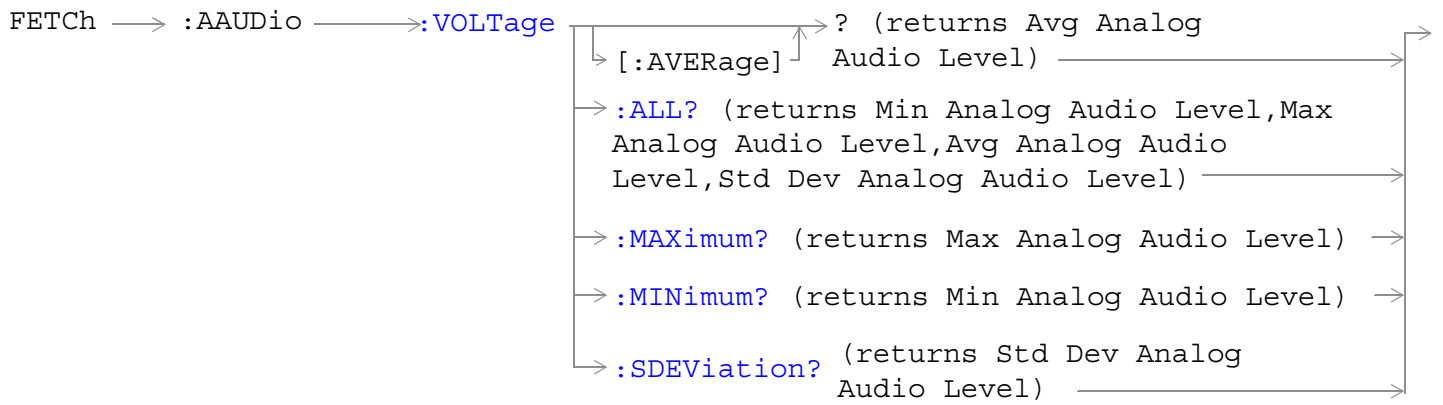 FETCh :AAUDio :VOLTage ? (returns Avg Analog
[:AVERage] Audio Level)
:ALL? (returns Min Analog Audio Level,Max
Analog Audio Level,Avg Analog Audio
Level,Std Dev Analog Audio Level)
:MAXimum? (returns Max Analog Audio Level)
:MINimum? (returns Min Analog Audio Level)
:SDEViation? (returns Std Dev Analog
Audio Level)